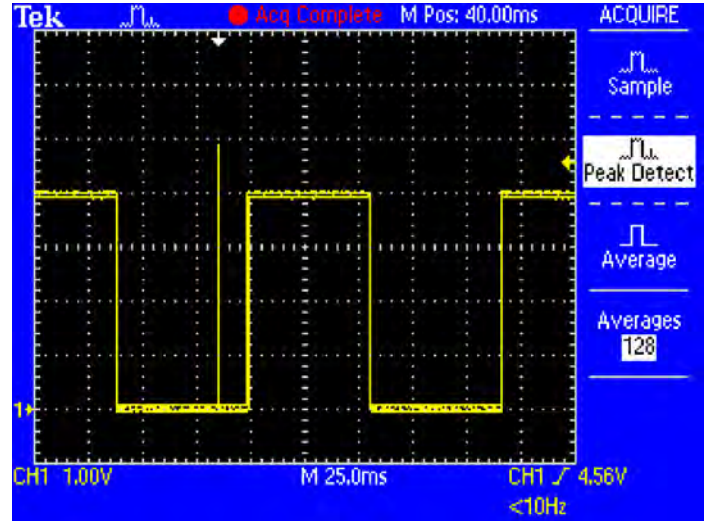 Tek Acq Complete M Pos: 40.00ms ACQUIRE
Sample
Peak Detect
Average
Averages
128
1
CH1 1.00V M 25.0ms CH1 4.56V
<10Hz